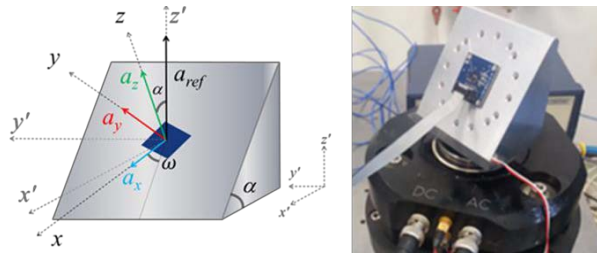 z z′
y
a_z α a_ref
a_y
y′
ω
a_x α
x′
x
z′
y′
x′
DC AC